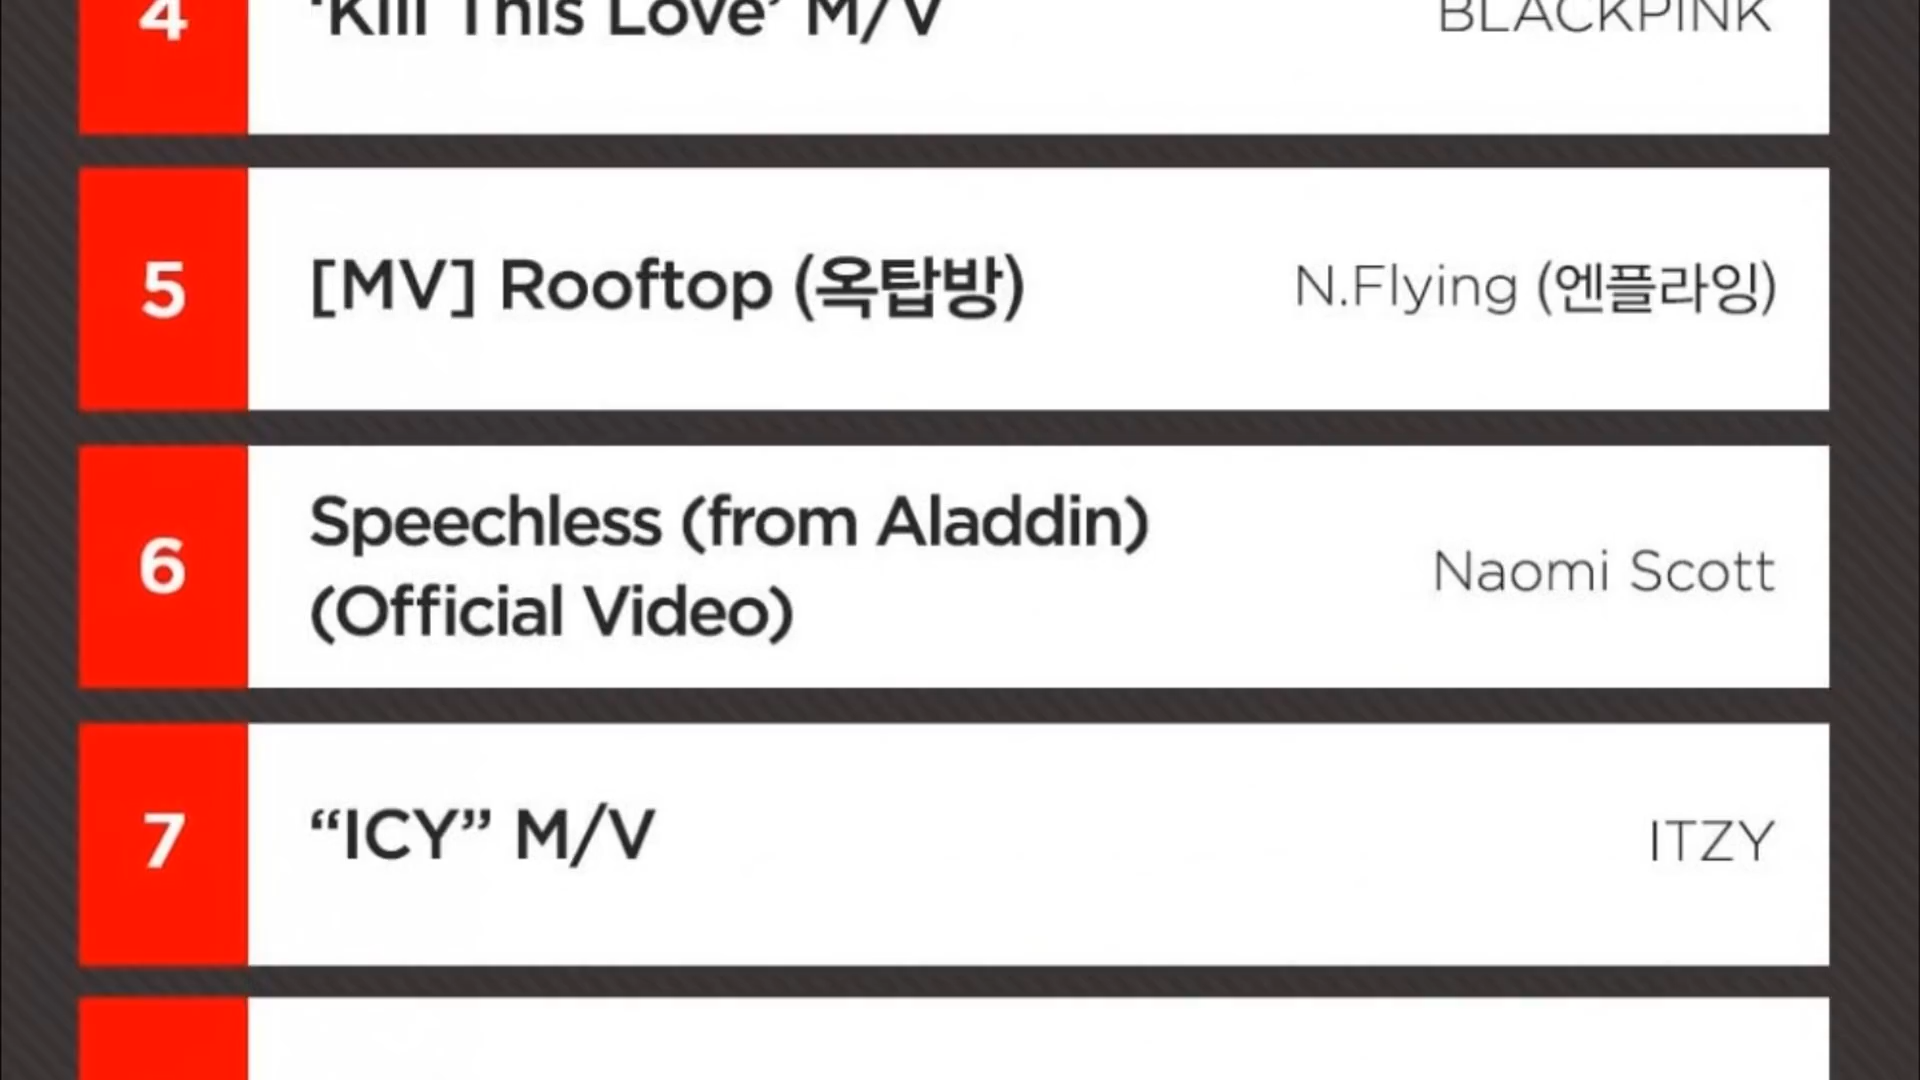 4
‘Kill This Love’ M/V
BLACKPINK
5
[MV] Rooftop (옥탑방)
N.Flying (엔플라잉)
6
Speechless (from Aladdin)
(Official Video)
Naomi Scott
7
“ICY” M/V
ITZY